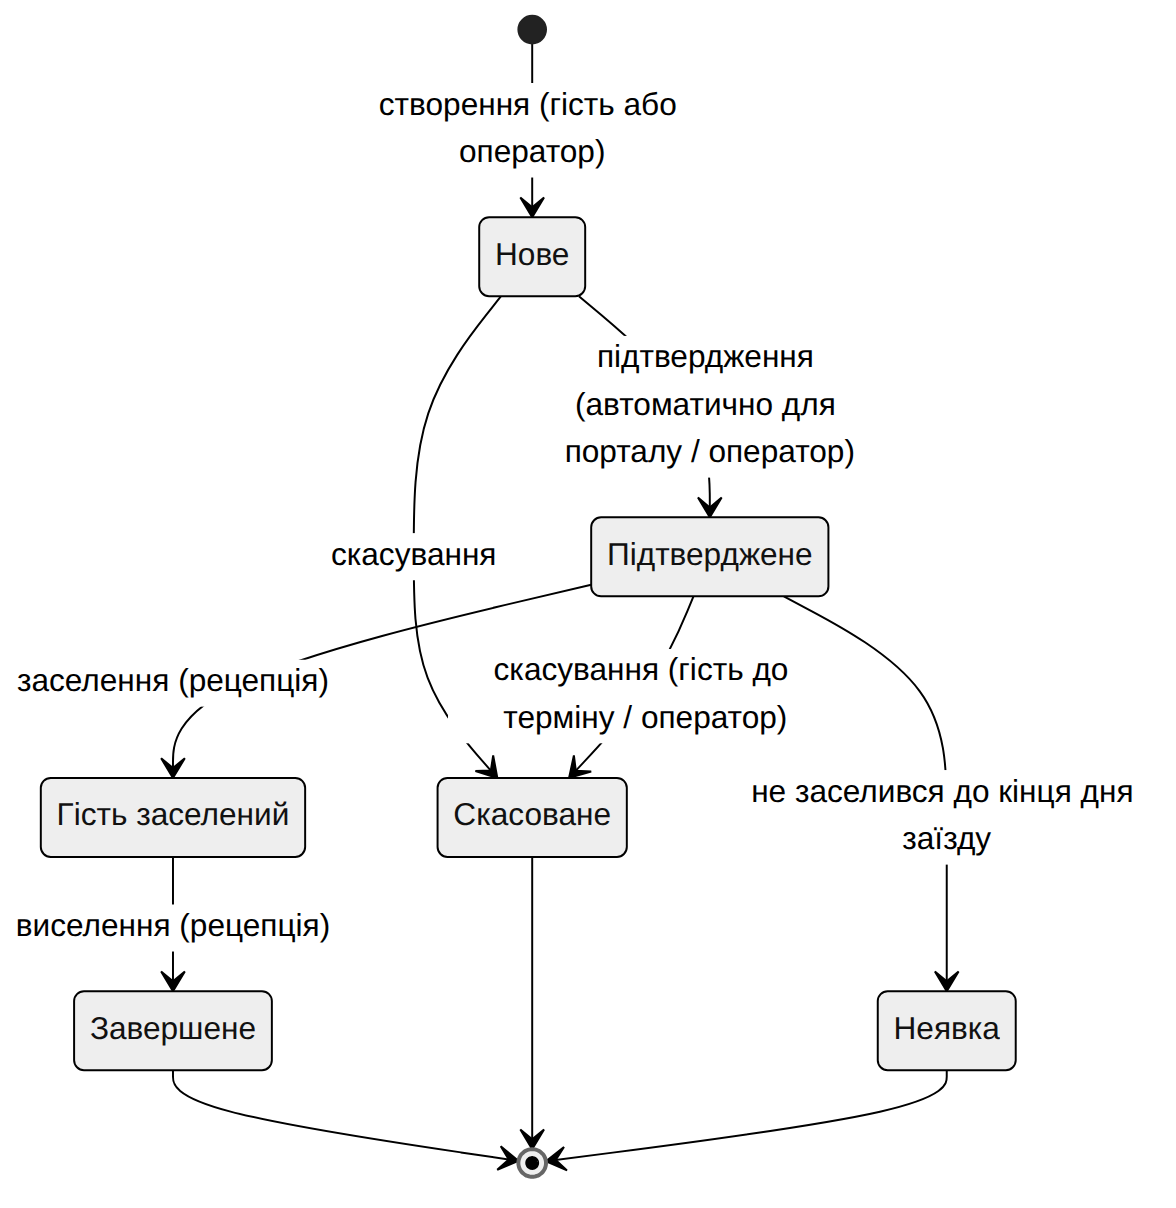 створення (гість або
оператор)
Нове
підтвердження
(автоматично для
порталу / оператор)
скасування
Підтверджене
заселення (рецепція)
скасування (гість до
терміну / оператор)
не заселився до кінця дня
заїзду
Гість заселений
Скасоване
виселення (рецепція)
Завершене
Неявка